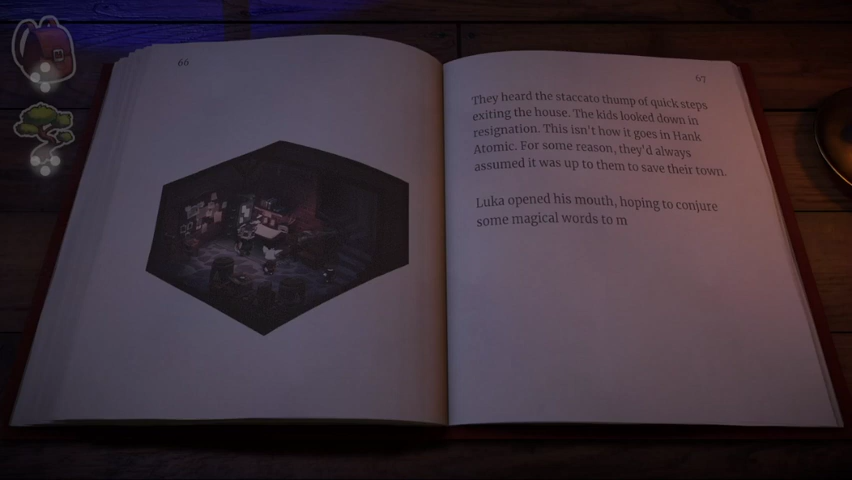 66
67
They heard the staccato thump of quick steps
exiting the house. The kids looked down in
resignation. This isn't how it goes in Hank
Atomic. For some reason, they'd always
assumed it was up to them to save their town.
Luka opened his mouth, hoping to conjure
some magical words to m